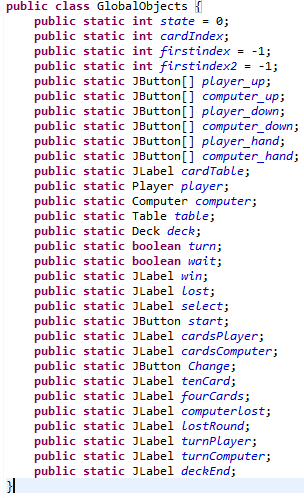 public class GlobalObjects {
public static int state = 0;
public static int cardIndex;
public static int firstindex = -1;
public static int firstindex2 = -1;
public static JButton[] player_up;
public static JButton[] computer_up;
public static JButton[] player_down;
public static JButton[] computer_down;
public static JButton[] player_hand;
public static JButton[] computer_hand;
public static JLabel cardTable;
public static Player player;
public static Computer computer;
public static Table table;
public static Deck deck;
public static boolean turn;
public static boolean wait;
public static JLabel win;
public static JLabel lost;
public static JLabel select;
public static JButton start;
public static JLabel cardsPlayer;
public static JLabel cardsComputer;
public static JButton Change;
public static JLabel tenCard;
public static JLabel fourCards;
public static JLabel computerlost;
public static JLabel lostRound;
public static JLabel turnPlayer;
public static JLabel turnComputer;
public static JLabel deckEnd;
}